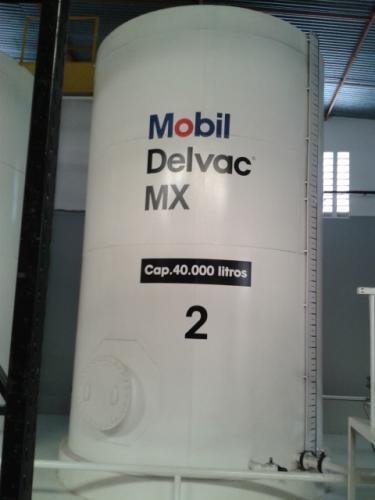 Mobil
Delvac®
MX
Cap.40.000 litros
2